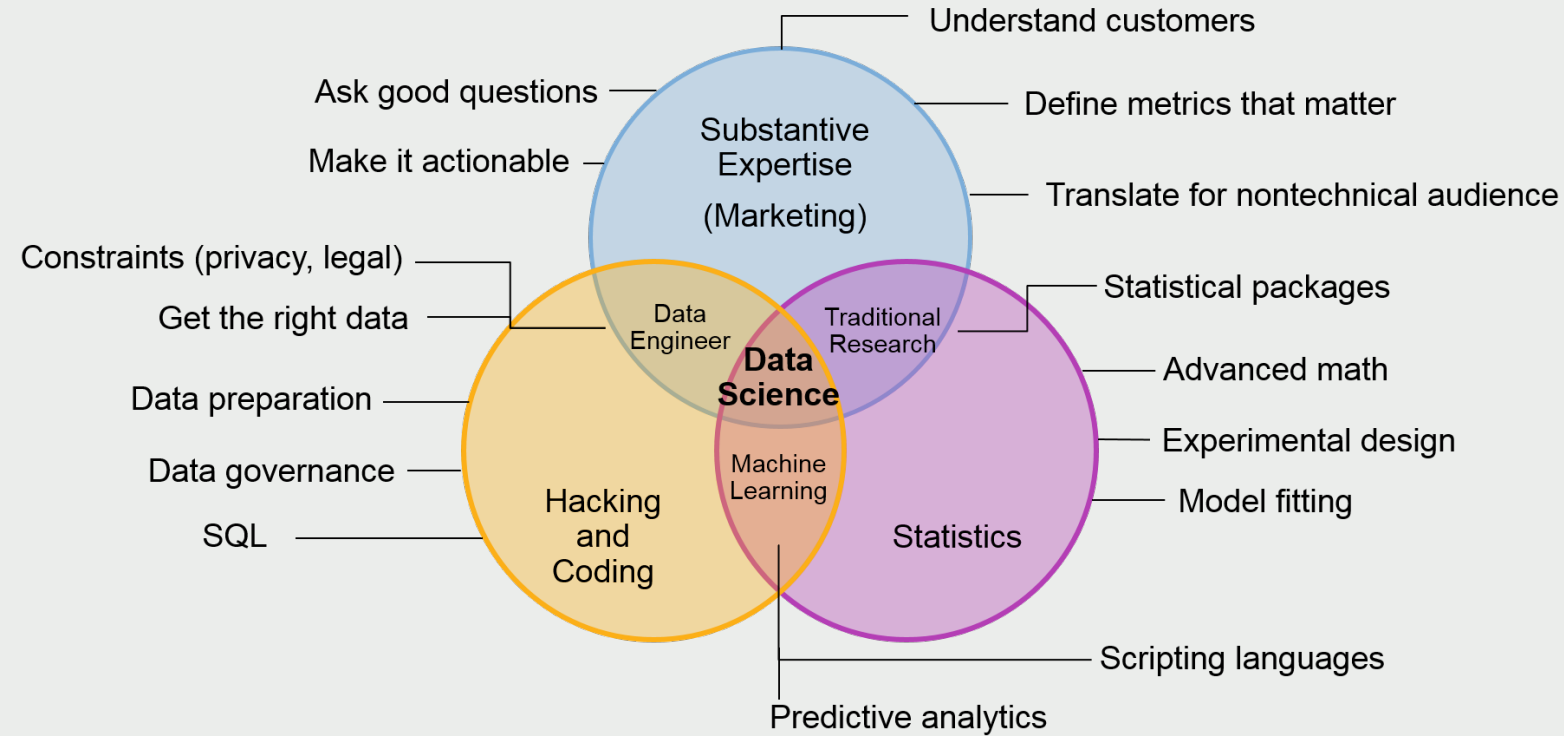 Understand customers
Ask good questions
Define metrics that matter
Substantive
Expertise
(Marketing)
Make it actionable
Translate for nontechnical audience
Constraints (privacy, legal)
Statistical packages
Get the right data
Data
Engineer
Traditional
Research
Data
Science
Advanced math
Data preparation
Experimental design
Data governance
Machine
Learning
Model fitting
Hacking
and
Coding
SQL
Statistics
Scripting languages
Predictive analytics